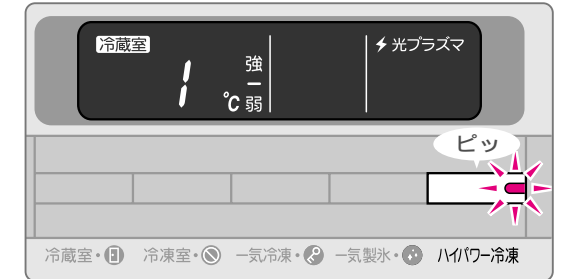 冷蔵室
光プラズマ
1 ℃
強
弱
ピッ
冷蔵室・ 冷凍室・ 一気冷凍・ 一気製氷・ ハイパワー冷凍